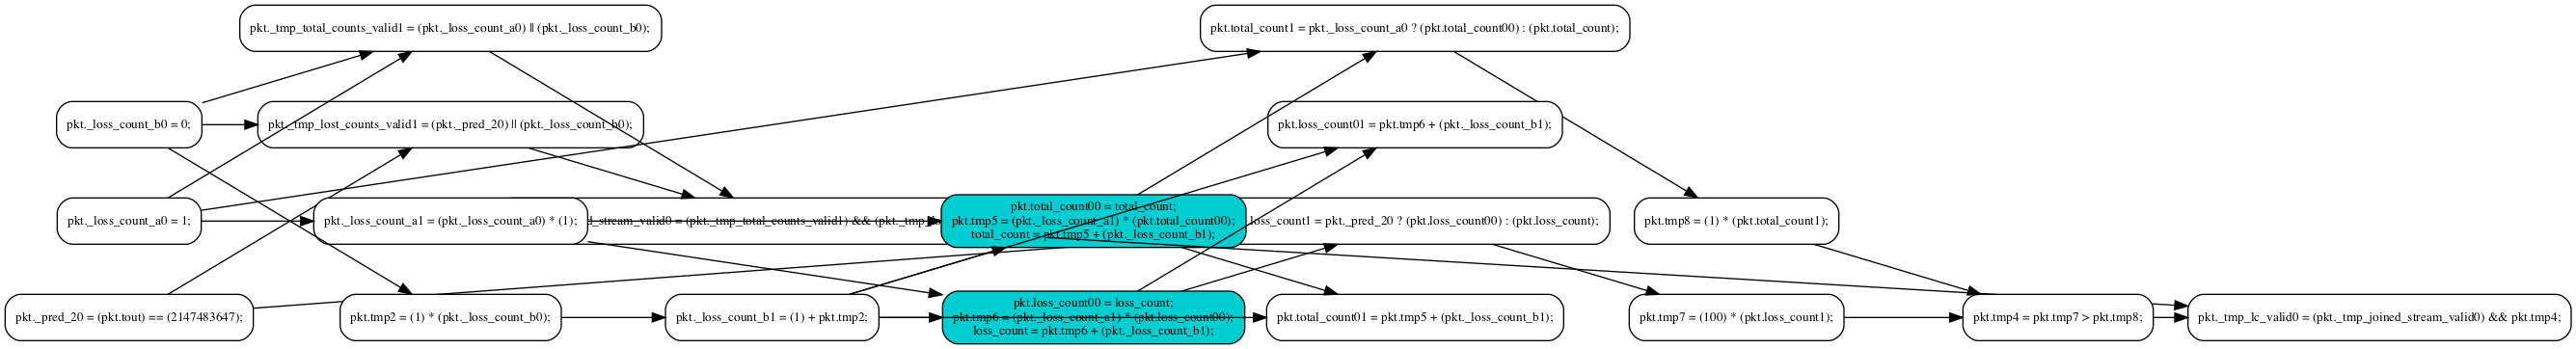 pkt._tmp_total_counts_valid1 = (pkt._loss_count_a0) || (pkt._loss_count_b0);
pkt.total_count1 = pkt._loss_count_a0 ? (pkt.total_count00) : (pkt.total_count);
pkt._loss_count_b0 = 0;
pkt._tmp_lost_counts_valid1 = (pkt._pred_20) || (pkt._loss_count_b0);
pkt.loss_count01 = pkt.tmp6 + (pkt._loss_count_b1);
pkt._loss_count_a0 = 1;
pkt._loss_count_a1 = (pkt._loss_count_a0) * (1);
_stream_valid0 = (pkt._tmp_total_counts_valid1) && (pkt._tmp
pkt.total_count00 = total_count;
pkt.tmp5 = (pkt._loss_count_a1) * (pkt.total_count00);
total_count = pkt.tmp5 + (pkt._loss_count_b1);
loss_count1 = pkt._pred_20 ? (pkt.loss_count00) : (pkt.loss_count);
pkt.tmp8 = (1) * (pkt.total_count1);
pkt._pred_20 = (pkt.tout) == (2147483647);
pkt.tmp2 = (1) * (pkt._loss_count_b0);
pkt._loss_count_b1 = (1) + pkt.tmp2;
pkt.loss_count00 = loss_count;
pkt.tmp6 = (pkt._loss_count_a1) * (pkt.loss_count00);
loss_count = pkt.tmp6 + (pkt._loss_count_b1);
pkt.total_count01 = pkt.tmp5 + (pkt._loss_count_b1);
pkt.tmp7 = (100) * (pkt.loss_count1);
pkt.tmp4 = pkt.tmp7 > pkt.tmp8;
pkt._tmp_lc_valid0 = (pkt._tmp_joined_stream_valid0) && pkt.tmp4;